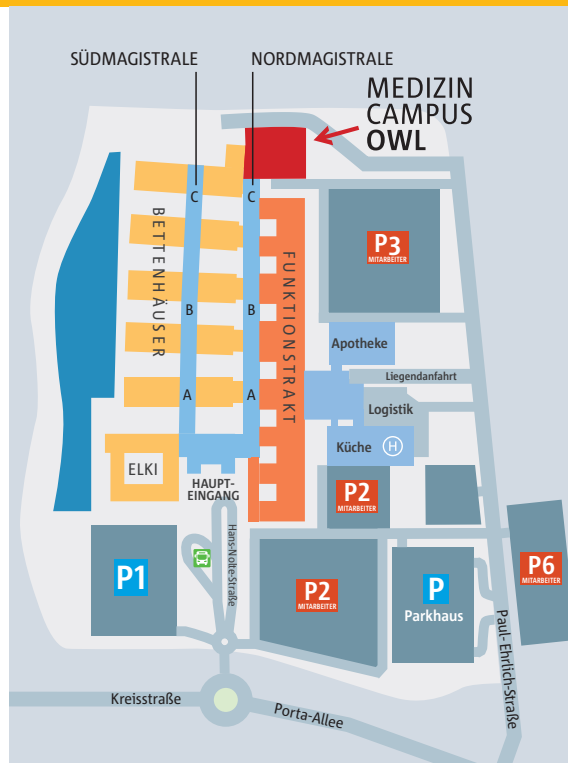 SÜDMAGISTRALE
NORDMAGISTRALE
MEDIZIN
CAMPUS
OWL
C
C
BETTENHÄUSER
FUNKTIONSTRAKT
P3
MITARBEITER
B
B
Apotheke
Liegendanfahrt
A
A
Logistik
Küche
H
ELKI
HAUPT-
EINGANG
P2
MITARBEITER
Hans-Nolte-Straße
P1
P2
MITARBEITER
P
Parkhaus
P6
MITARBEITER
Paul-Ehrlich-Straße
Kreisstraße
Porta-Allee